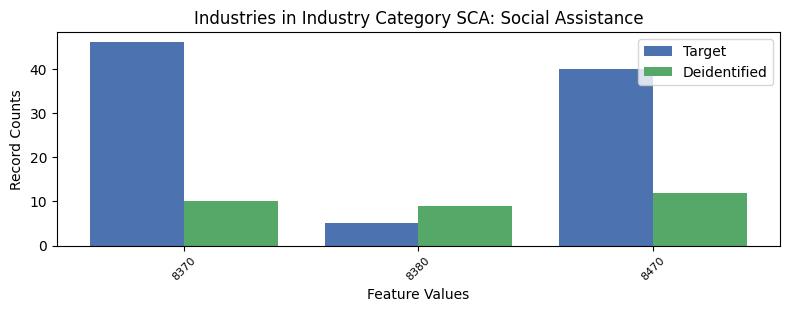 Industries in Industry Category SCA: Social Assistance
Target
Deidentified
Record Counts
40
30
20
10
0
8370
8380
8470
Feature Values